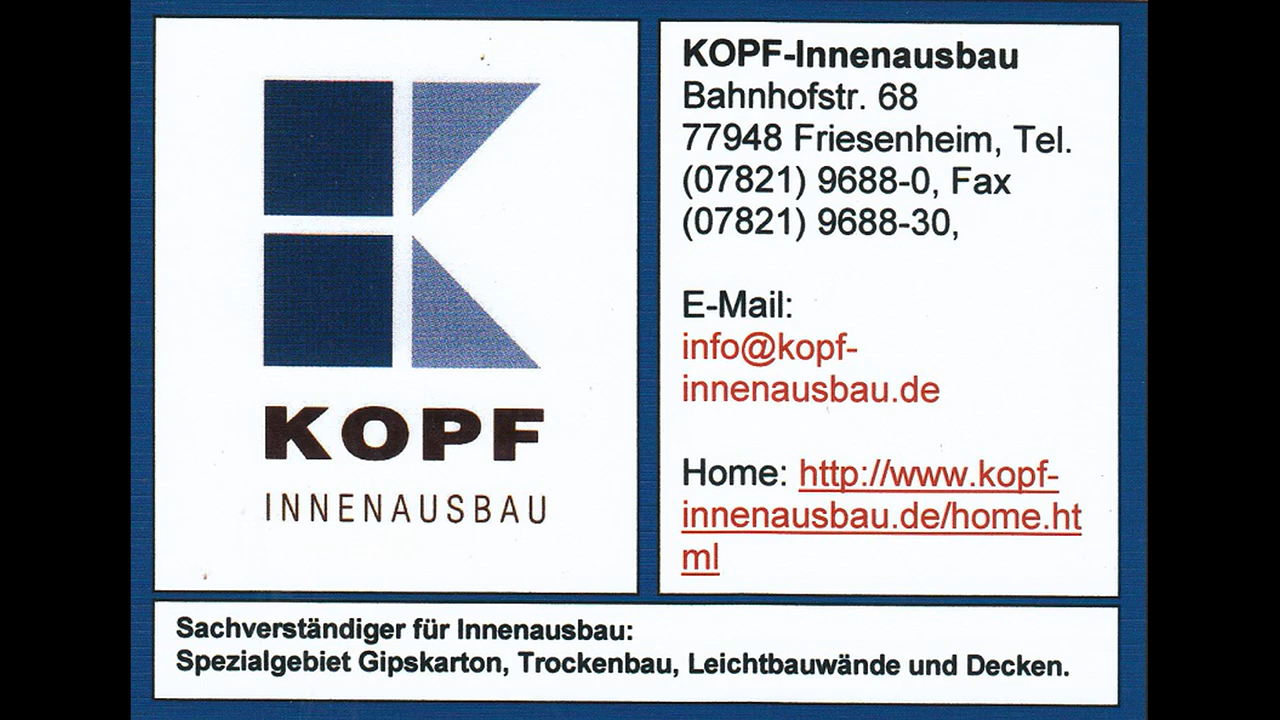 KOPF
INNENAUSBAU
KOPF-Innenausbau
Bahnhofstr. 68
77948 Friesenheim, Tel.
(07821) 9688-0, Fax
(07821) 9688-30,
E-Mail:
info@kopf-
innenausbau.de
Home: http://www.kopf-
innenausbau.de/home.ht
ml
Sachverständiger für Innenausbau:
Spezialgebiet Gipskarton, Trockenbau, Leichtbauwände und Decken.